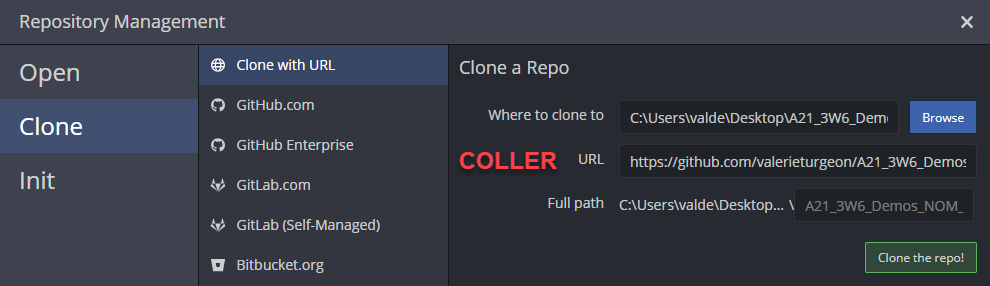 Repository Management
Open
Clone
Init
Clone with URL
GitHub.com
GitHub Enterprise
GitLab.com
GitLab (Self-Managed)
Bitbucket.org
Clone a Repo
Where to clone to C:\Users\valde\Desktop\A21_3W6_Demo Browse
COLLER URL https://github.com/valerieturgeon/A21_3W6_Demos
Full path C:\Users\valde\Desktop... \ A21_3W6_Demos_NOM_
Clone the repo!